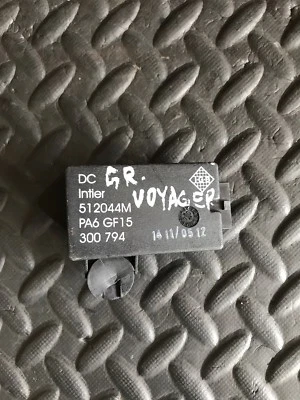 DC GR.
Intier VOYAGER
512044M
PA6 GF15
300 794 14 11/05 12